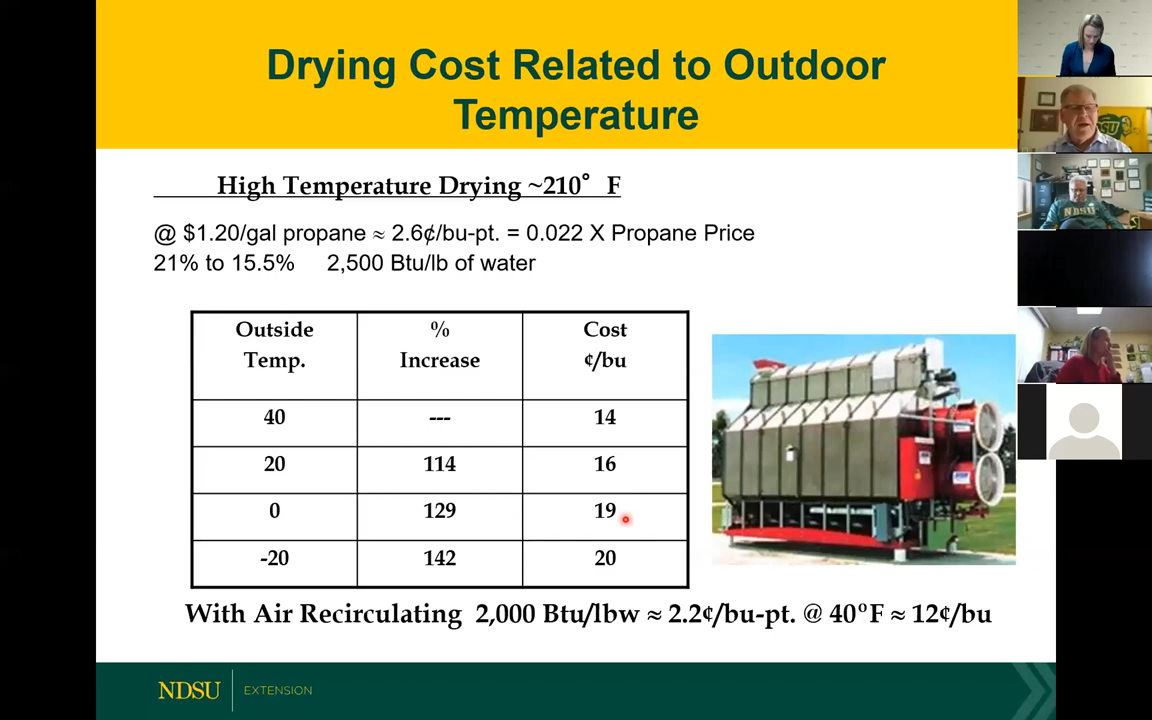 Drying Cost Related to Outdoor
Temperature
High Temperature Drying ~210° F
@ $1.20/gal propane ≈ 2.6¢/bu-pt. = 0.022 X Propane Price
21% to 15.5% 2,500 Btu/lb of water
Outside Temp. % Increase Cost ¢/bu
40 --- 14
20 114 16
0 129 19
-20 142 20
With Air Recirculating 2,000 Btu/lbw ≈ 2.2¢/bu-pt. @ 40°F ≈ 12¢/bu
NDSU EXTENSION
NDSU